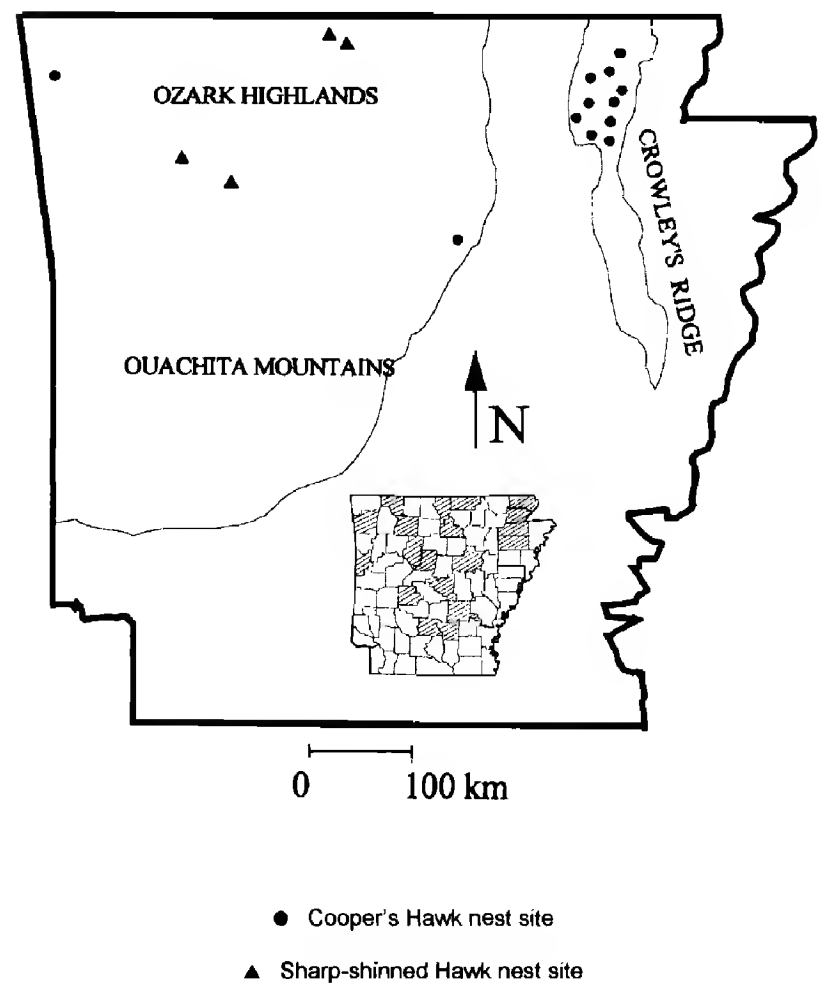 OZARK HIGHLANDS
CROWLEY'S RIDGE
OUACHITA MOUNTAINS
N
0 100 km
Cooper's Hawk nest site
Sharp-shinned Hawk nest site